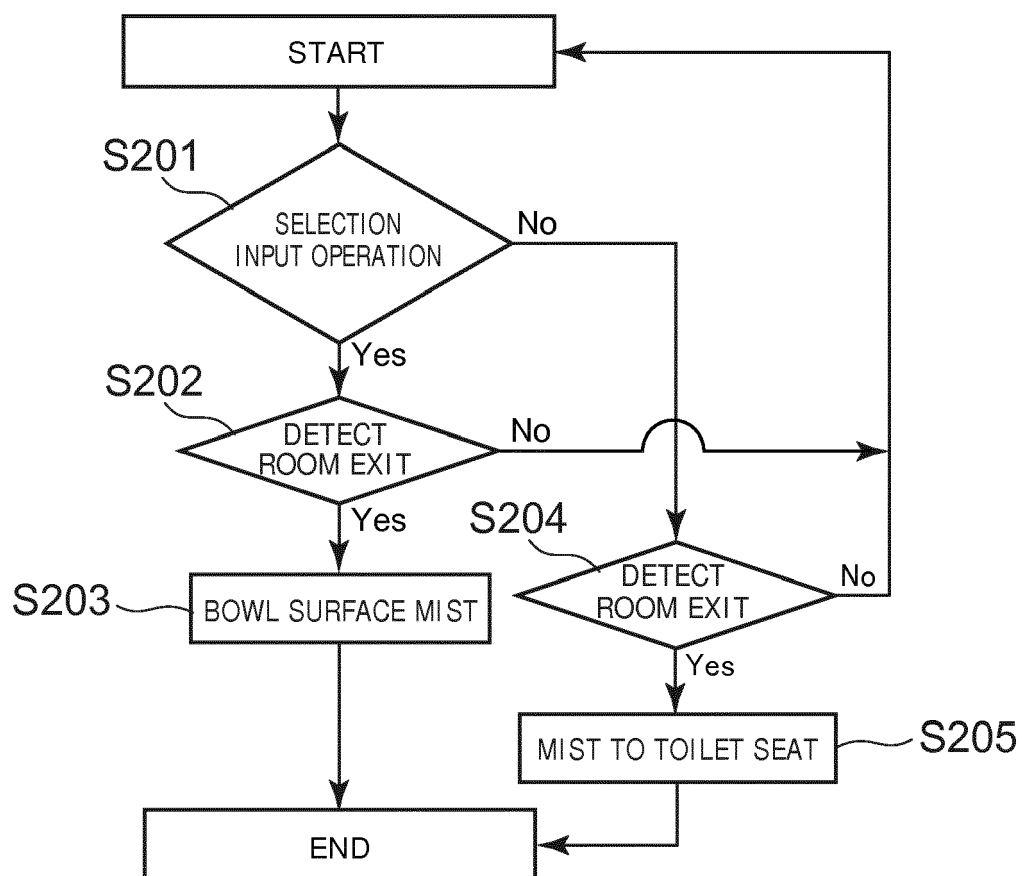 START
S201
SELECTION
INPUT OPERATION
No
Yes
S202
DETECT
ROOM EXIT
No
Yes
S204
DETECT
ROOM EXIT
No
S203
BOWL SURFACE MIST
Yes
MIST TO TOILET SEAT
S205
END